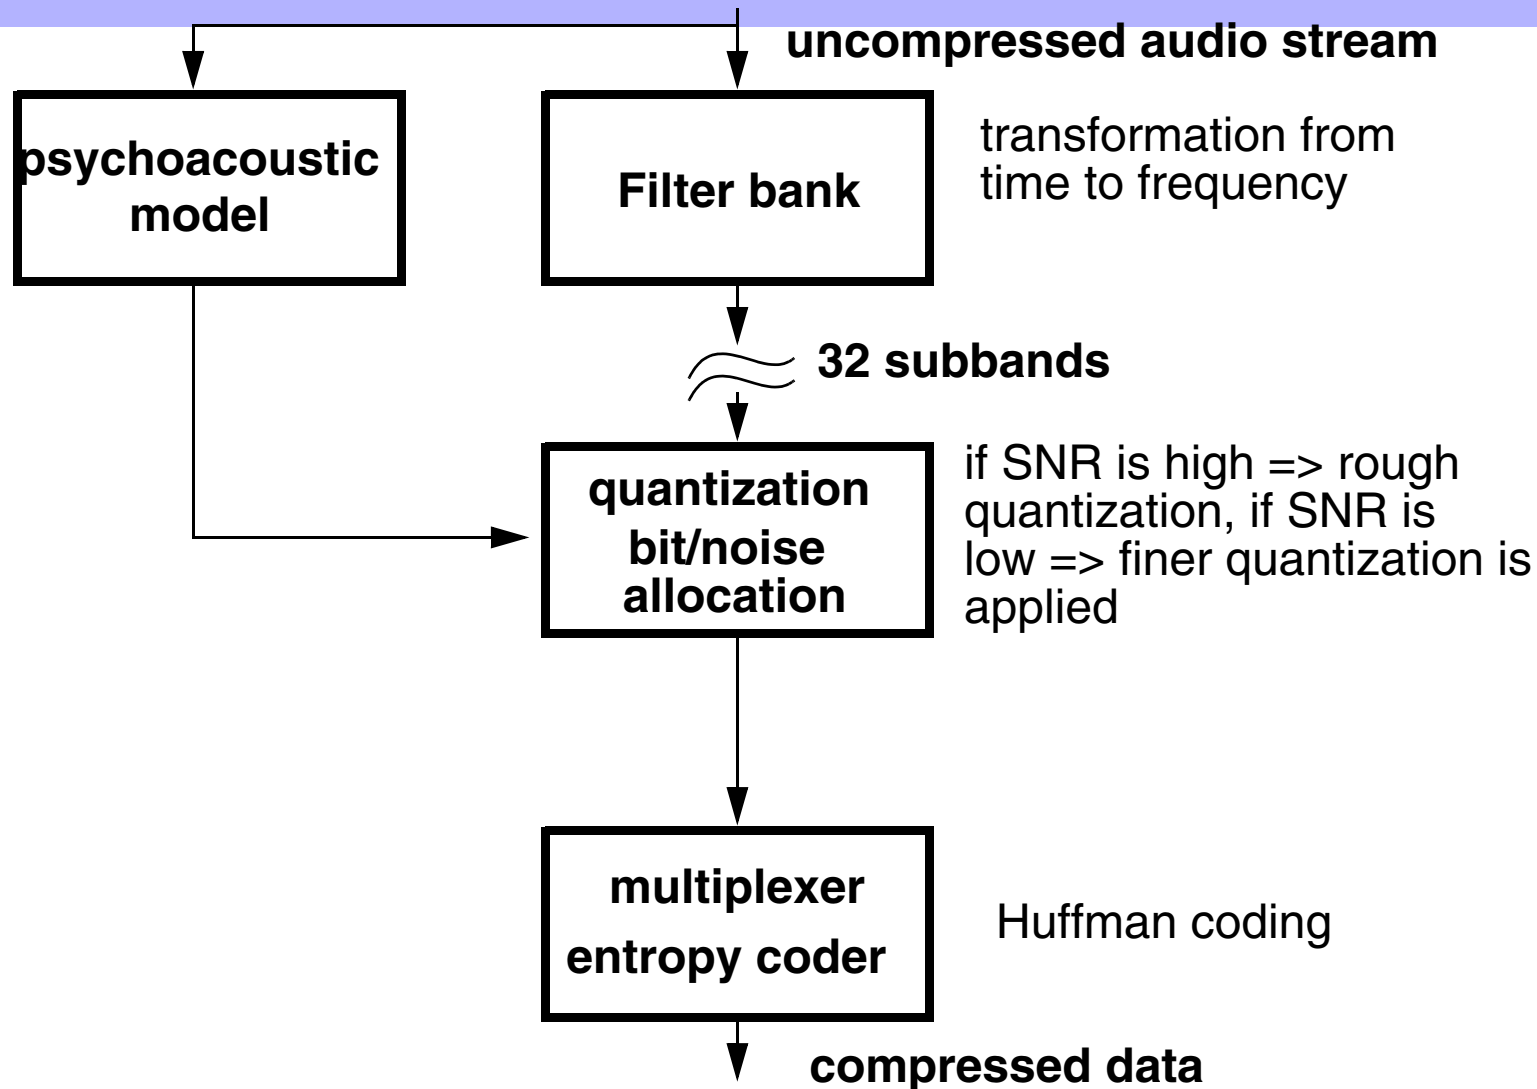 uncompressed audio stream
psychoacoustic
model
Filter bank
transformation from
time to frequency
32 subbands
quantization
bit/noise
allocation
if SNR is high => rough
quantization, if SNR is
low => finer quantization is
applied
multiplexer
entropy coder
Huffman coding
compressed data